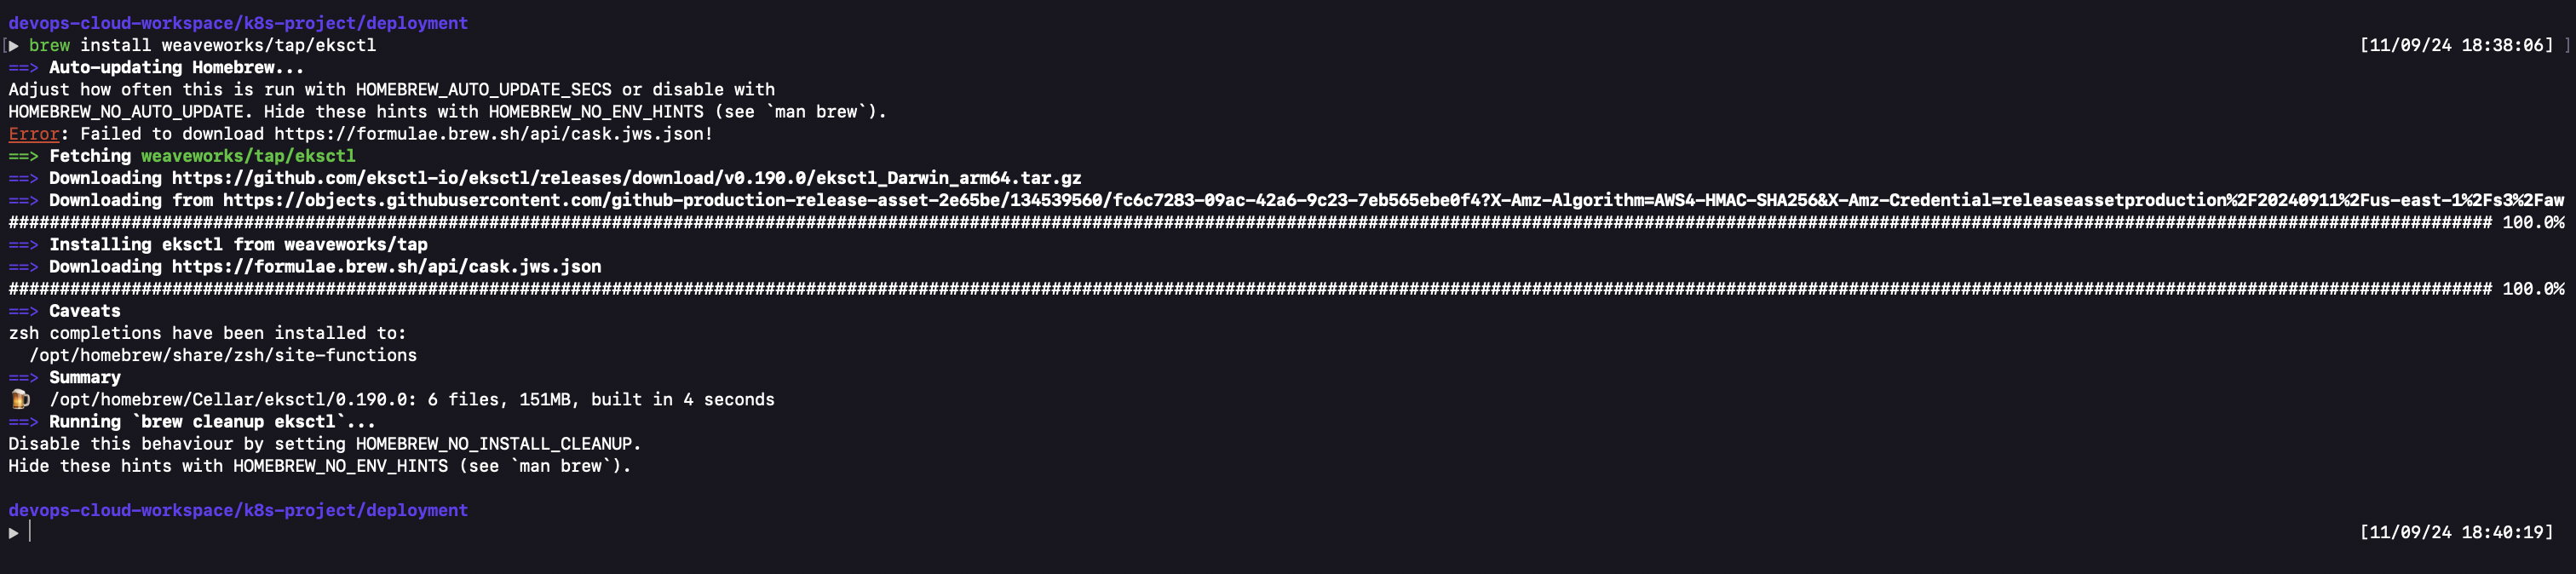 devops-cloud-workspace/k8s-project/deployment
[▶ brew install weaveworks/tap/eksctl [11/09/24 18:38:06] ]
==> Auto-updating Homebrew...
Adjust how often this is run with HOMEBREW_AUTO_UPDATE_SECS or disable with
HOMEBREW_NO_AUTO_UPDATE. Hide these hints with HOMEBREW_NO_ENV_HINTS (see `man brew`).
Error: Failed to download https://formulae.brew.sh/api/cask.jws.json!
==> Fetching weaveworks/tap/eksctl
==> Downloading https://github.com/eksctl-io/eksctl/releases/download/v0.190.0/eksctl_Darwin_arm64.tar.gz
==> Downloading from https://objects.githubusercontent.com/github-production-release-asset-2e65be/134539560/fc6c7283-09ac-42a6-9c23-7eb565ebe0f4?X-Amz-Algorithm=AWS4-HMAC-SHA256&X-Amz-Credential=releaseassetproduction%2F20240911%2Fus-east-1%2Fs3%2Faw
######################################################################## 100.0%
==> Installing eksctl from weaveworks/tap
==> Downloading https://formulae.brew.sh/api/cask.jws.json
######################################################################## 100.0%
==> Caveats
zsh completions have been installed to:
  /opt/homebrew/share/zsh/site-functions
==> Summary
🍺  /opt/homebrew/Cellar/eksctl/0.190.0: 6 files, 151MB, built in 4 seconds
==> Running `brew cleanup eksctl`...
Disable this behaviour by setting HOMEBREW_NO_INSTALL_CLEANUP.
Hide these hints with HOMEBREW_NO_ENV_HINTS (see `man brew`).
devops-cloud-workspace/k8s-project/deployment
▶ [11/09/24 18:40:19]